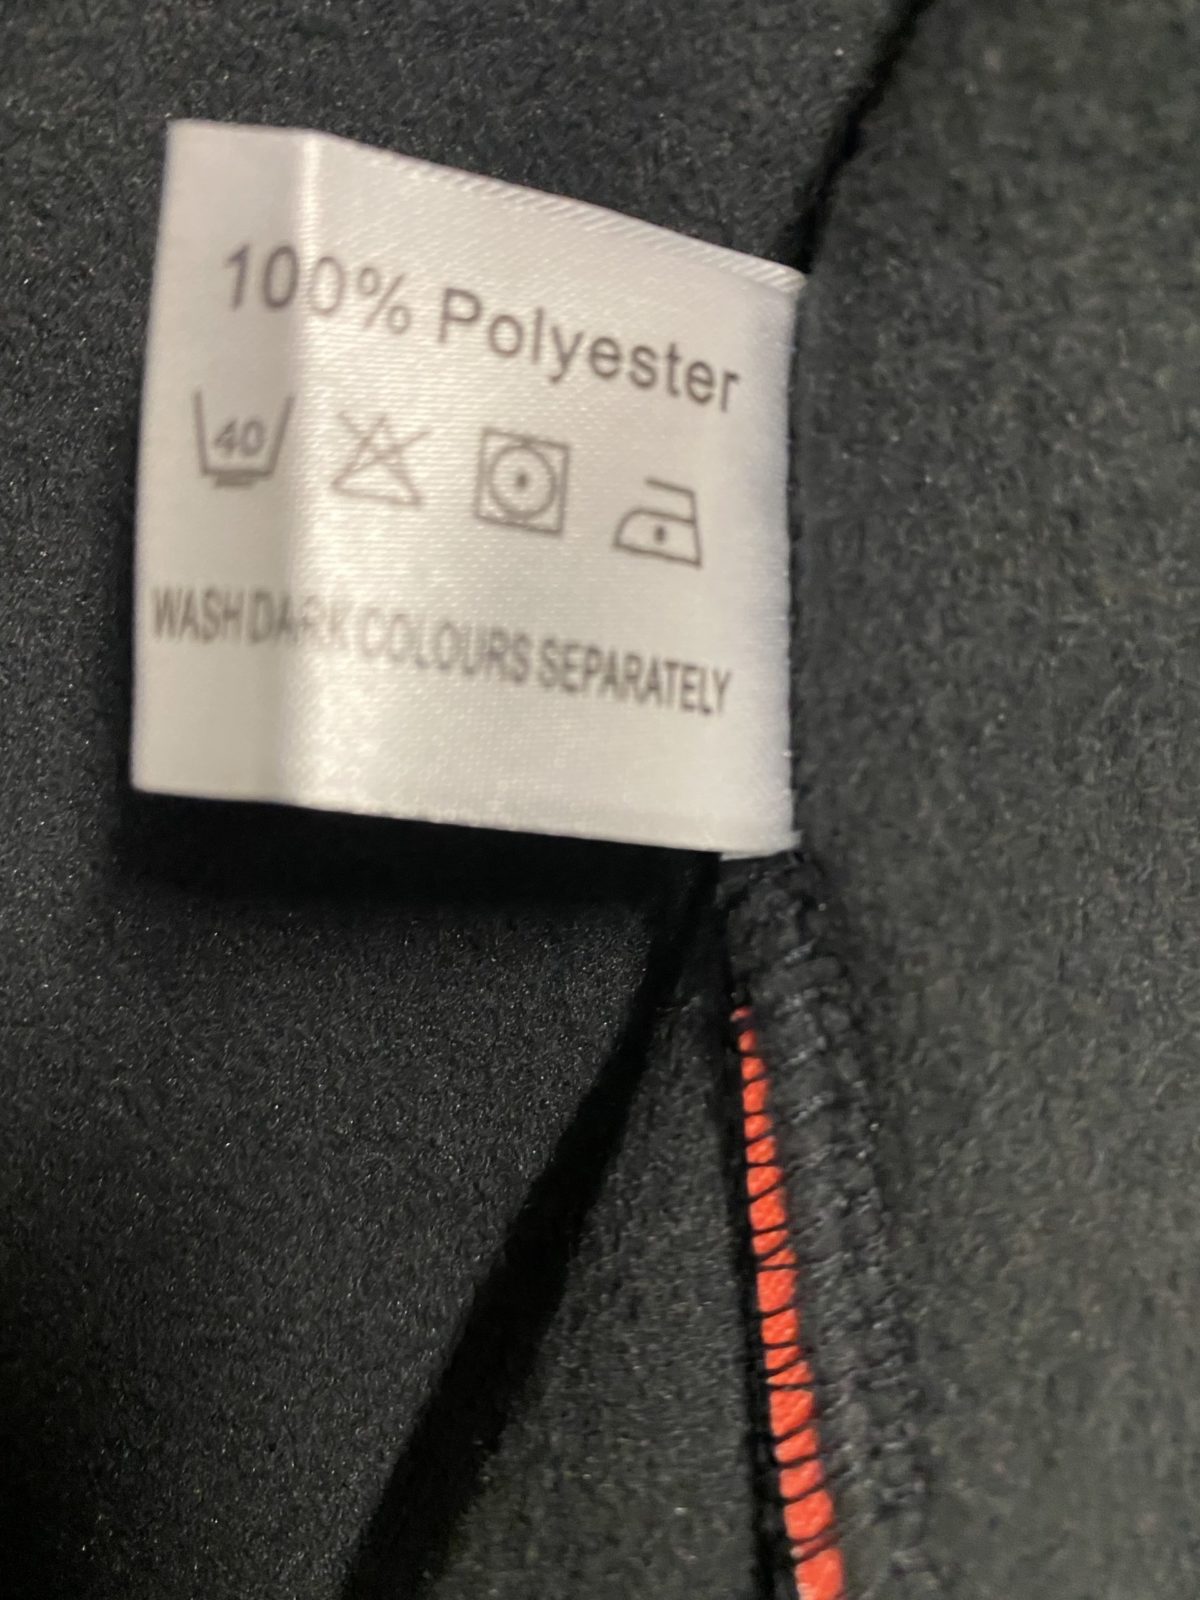 100% Polyester
40
WASH DARK COLOURS SEPARATELY